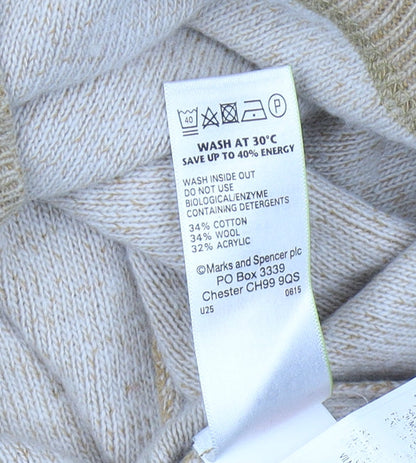 40 P
WASH AT 30°C
SAVE UP TO 40% ENERGY
WASH INSIDE OUT
DO NOT USE
BIOLOGICAL/ENZYME
CONTAINING DETERGENTS
34% COTTON
34% WOOL
32% ACRYLIC
©Marks and Spencer plc
PO Box 3339
Chester CH99 9QS
U25 0615